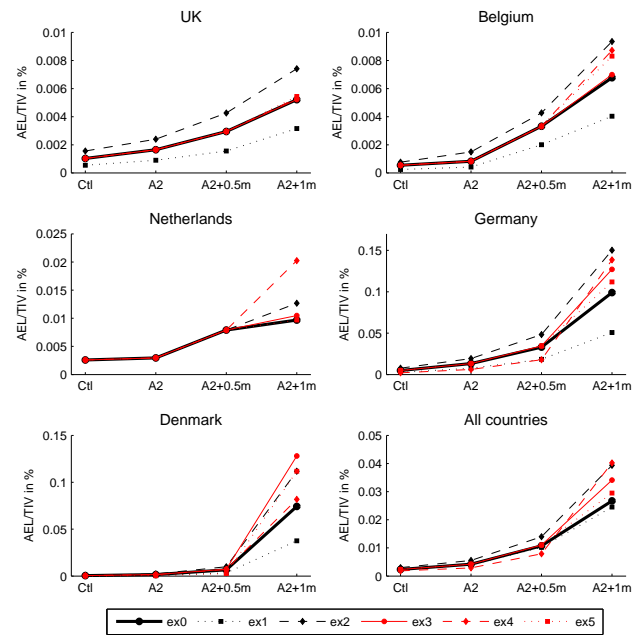 UK
AEL/TIV in %
0.01
0.008
0.006
0.004
0.002
0
Ctl A2 A2+0.5m A2+1m
Belgium
AEL/TIV in %
0.01
0.008
0.006
0.004
0.002
0
Ctl A2 A2+0.5m A2+1m
Netherlands
AEL/TIV in %
0.025
0.02
0.015
0.01
0.005
0
Ctl A2 A2+0.5m A2+1m
Germany
AEL/TIV in %
0.15
0.10
0.05
0
Ctl A2 A2+0.5m A2+1m
Denmark
AEL/TIV in %
0.15
0.1
0.05
0
Ctl A2 A2+0.5m A2+1m
All countries
AEL/TIV in %
0.05
0.04
0.03
0.02
0.01
0
Ctl A2 A2+0.5m A2+1m
ex0 ex1 ex2 ex3 ex4 ex5